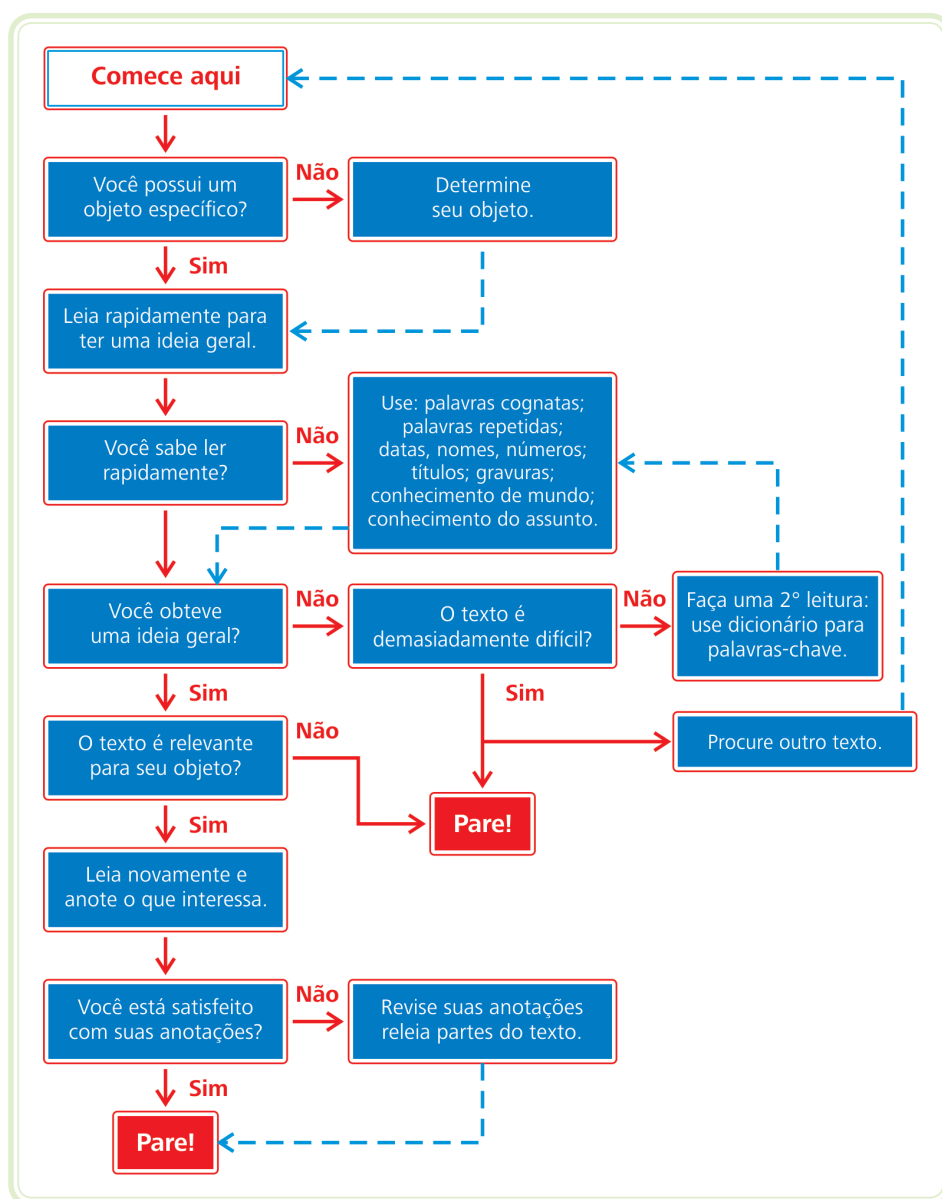 Comece aqui
Você possui um
objeto específico?
Não
Determine
seu objeto.
Sim
Leia rapidamente para
ter uma ideia geral.
Você sabe ler
rapidamente?
Não
Use: palavras cognatas;
palavras repetidas;
datas, nomes, números;
títulos; gravuras;
conhecimento de mundo;
conhecimento do assunto.
Você obteve
uma ideia geral?
Não
O texto é
demasiadamente difícil?
Não
Faça uma 2° leitura:
use dicionário para
palavras-chave.
Sim
Sim
O texto é relevante
para seu objeto?
Não
Procure outro texto.
Pare!
Sim
Leia novamente e
anote o que interessa.
Você está satisfeito
com suas anotações?
Não
Revise suas anotações
releia partes do texto.
Sim
Pare!